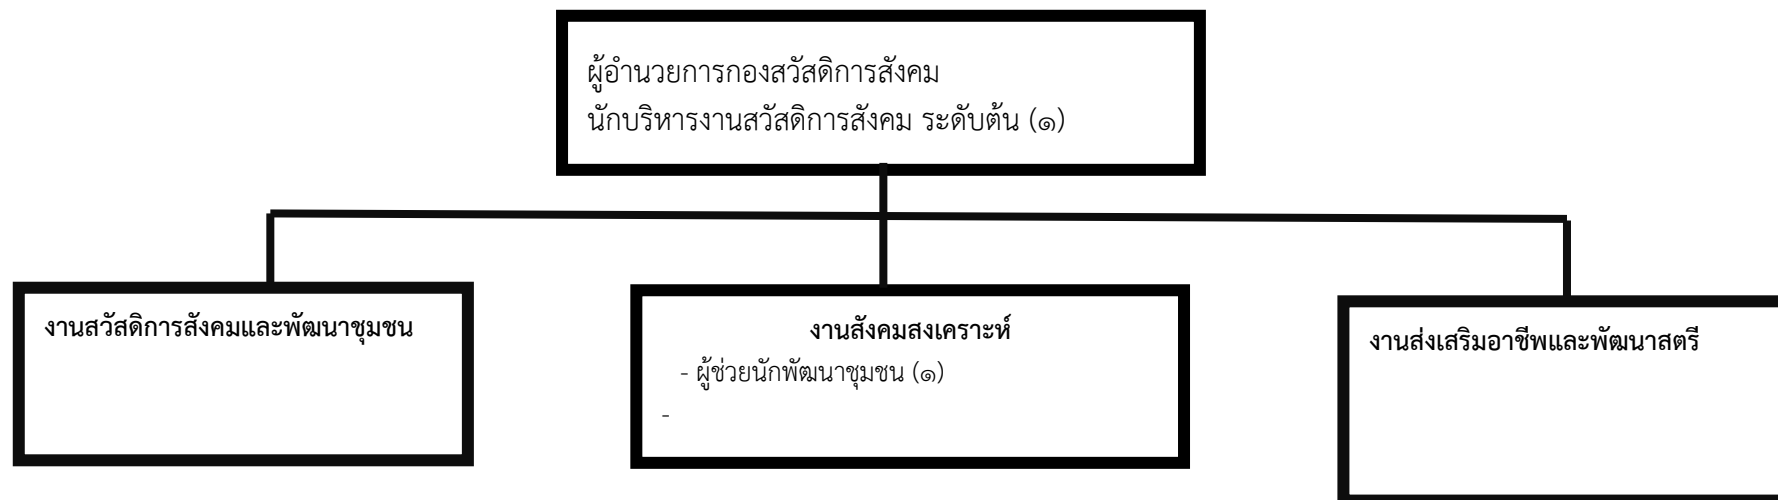 ผู้อำนวยการกองสวัสดิการสังคม
นักบริหารงานสวัสดิการสังคม ระดับต้น (๑)
งานสวัสดิการสังคมและพัฒนาชุมชน
งานสังคมสงเคราะห์
- ผู้ช่วยนักพัฒนาชุมชน (๑)
-
งานส่งเสริมอาชีพและพัฒนาสตรี